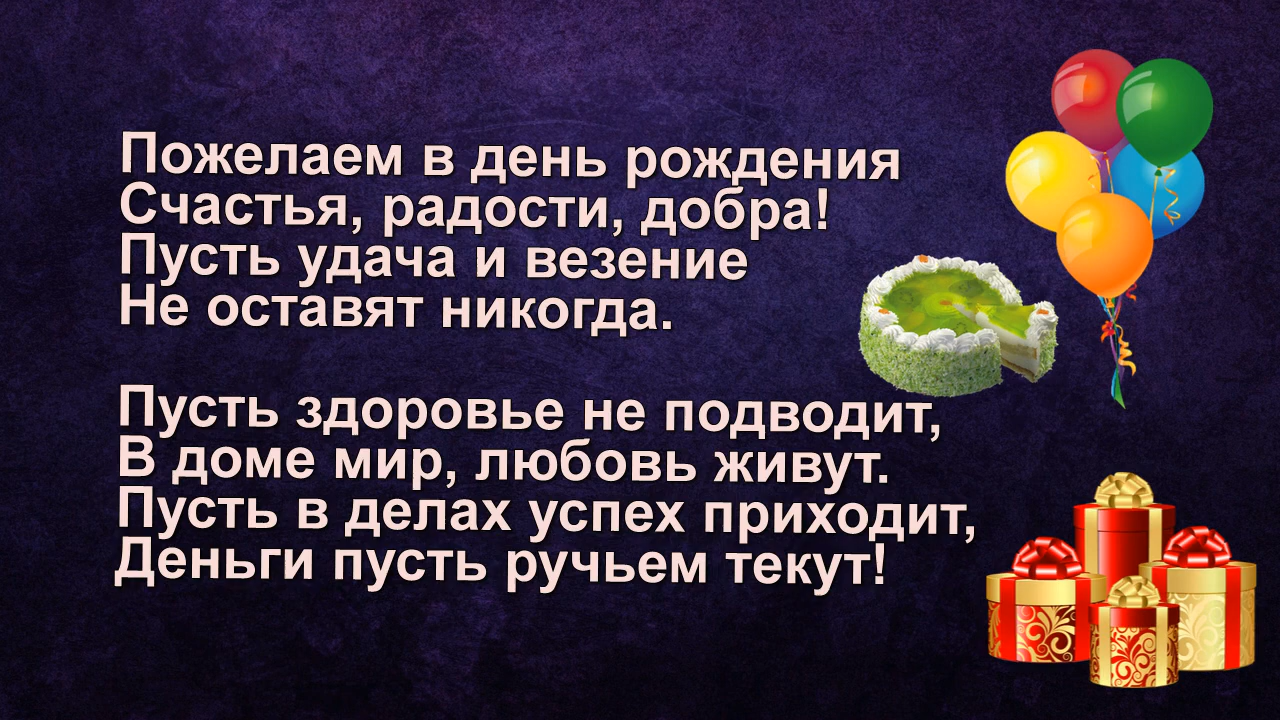 Пожелаем в день рождения
Счастья, радости, добра!
Пусть удача и везение
Не оставят никогда.
Пусть здоровье не подводит,
В доме мир, любовь живут.
Пусть в делах успех приходит,
Деньги пусть ручьем текут!